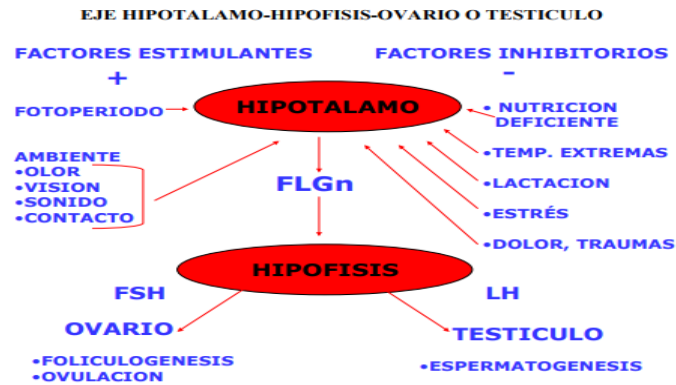 EJE HIPOTALAMO-HIPOFISIS-OVARIO O TESTICULO
FACTORES ESTIMULANTES
+
FACTORES INHIBITORIOS
-
FOTOPERIODO
HIPOTALAMO
• NUTRICION
DEFICIENTE
AMBIENTE
•OLOR
•VISION
•SONIDO
•CONTACTO
•TEMP. EXTREMAS
•LACTACION
•ESTRÉS
•DOLOR, TRAUMAS
FLGn
HIPOFISIS
FSH
LH
OVARIO
•FOLICULOGENESIS
•OVULACION
TESTICULO
•ESPERMATOGENESIS